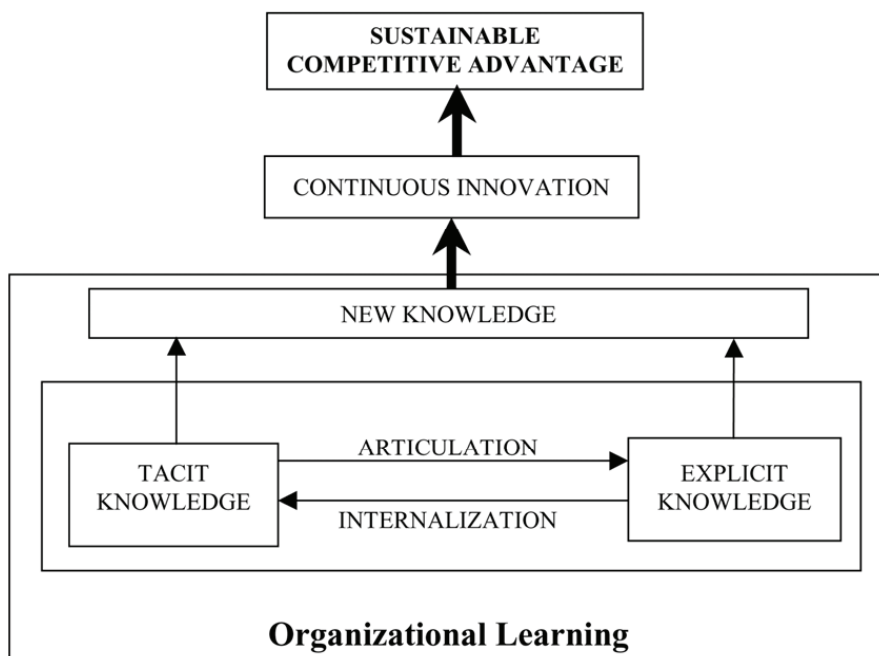 SUSTAINABLE
COMPETITIVE ADVANTAGE
CONTINUOUS INNOVATION
NEW KNOWLEDGE
ARTICULATION
TACIT
KNOWLEDGE
EXPLICIT
KNOWLEDGE
INTERNALIZATION
Organizational Learning